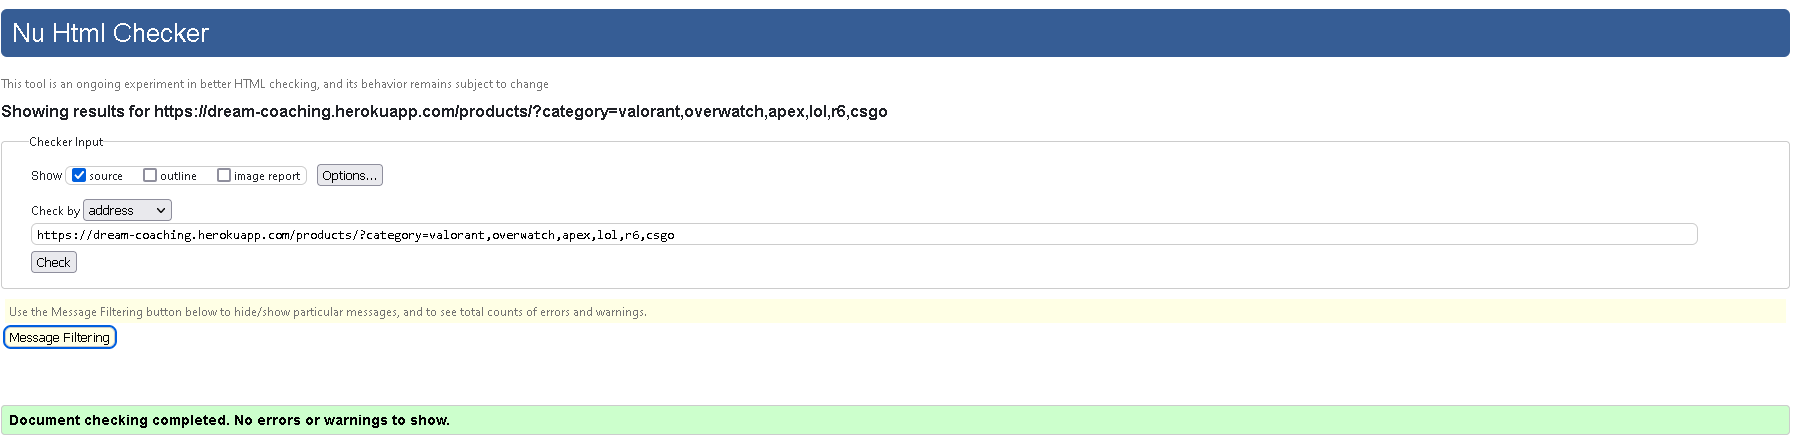 Nu Html Checker
This tool is an ongoing experiment in better HTML checking, and its behavior remains subject to change
Showing results for https://dream-coaching.herokuapp.com/products/?category=valorant,overwatch,apex,lol,r6,csgo
Checker Input
Show source outline image report Options...
Check by address
https://dream-coaching.herokuapp.com/products/?category=valorant,overwatch,apex,lol,r6,csgo
Check
Use the Message Filtering button below to hide/show particular messages, and to see total counts of errors and warnings.
Message Filtering
Document checking completed. No errors or warnings to show.